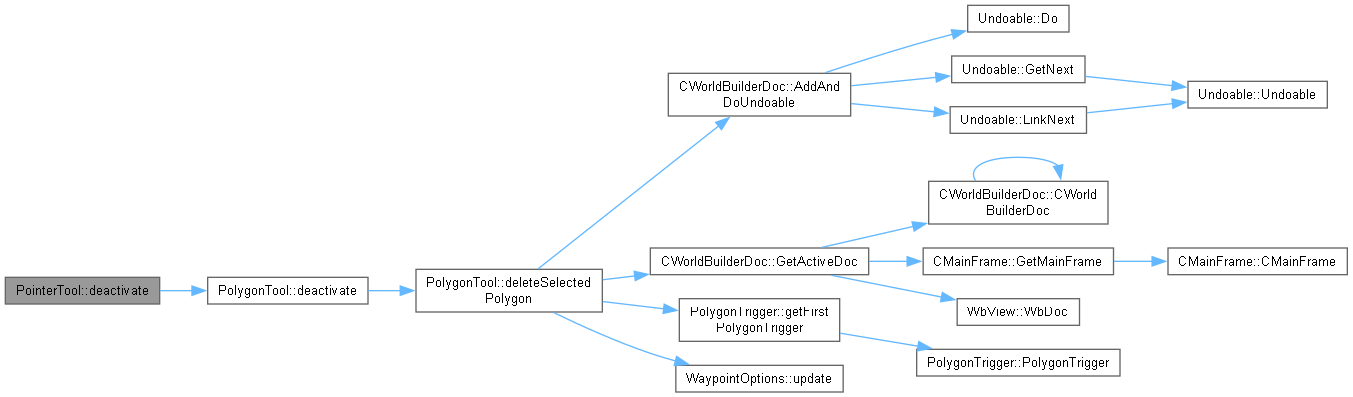 PointerTool::deactivate
PolygonTool::deactivate
PolygonTool::deleteSelected
Polygon
CWorldBuilderDoc::AddAnd
DoUndoable
Undoable::Do
Undoable::GetNext
Undoable::LinkNext
Undoable::Undoable
CWorldBuilderDoc::GetActiveDoc
CWorldBuilderDoc::CWorld
BuilderDoc
CMainFrame::GetMainFrame
CMainFrame::CMainFrame
WbView::WbDoc
PolygonTrigger::getFirst
PolygonTrigger
PolygonTrigger::PolygonTrigger
WaypointOptions::update